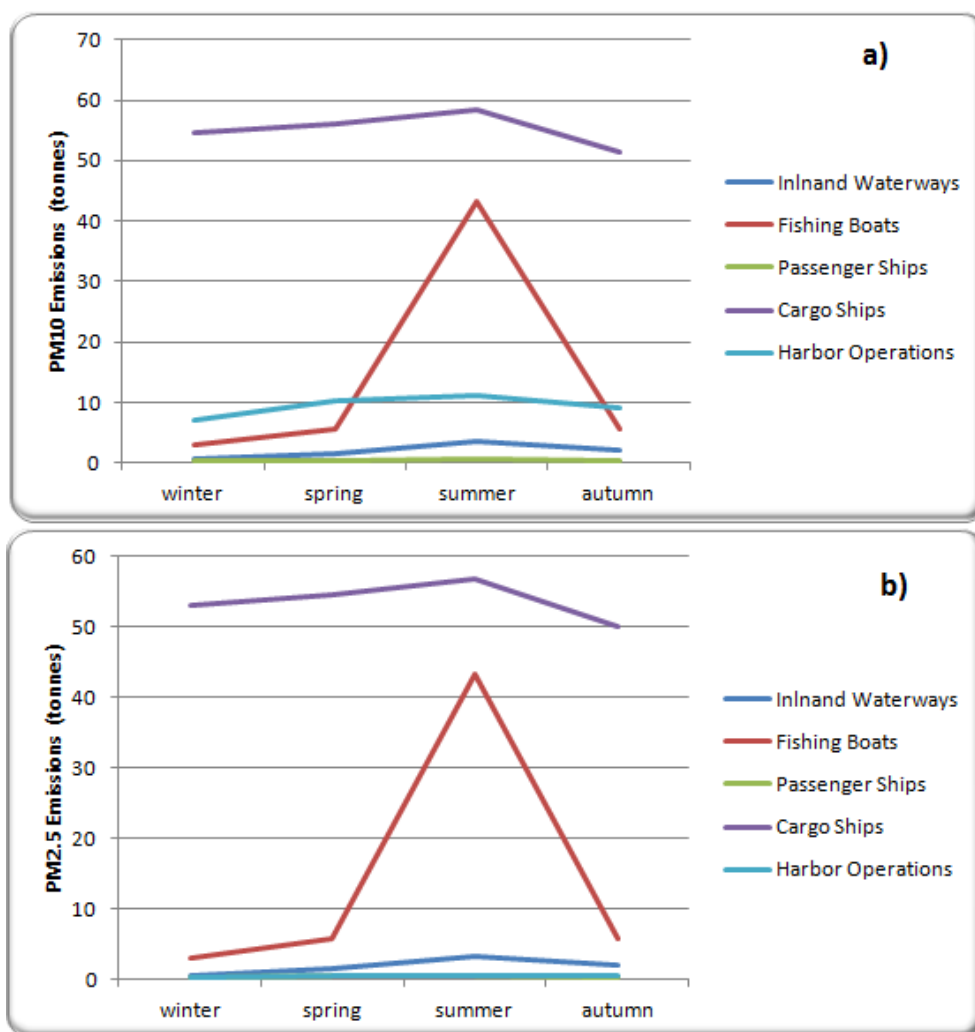 a)
PM10 Emissions (tonnes)
70
60
50
40
30
20
10
0
winter spring summer autumn
Inlnand Waterways
Fishing Boats
Passenger Ships
Cargo Ships
Harbor Operations
b)
PM2.5 Emissions (tonnes)
60
50
40
30
20
10
0
winter spring summer autumn
Inlnand Waterways
Fishing Boats
Passenger Ships
Cargo Ships
Harbor Operations